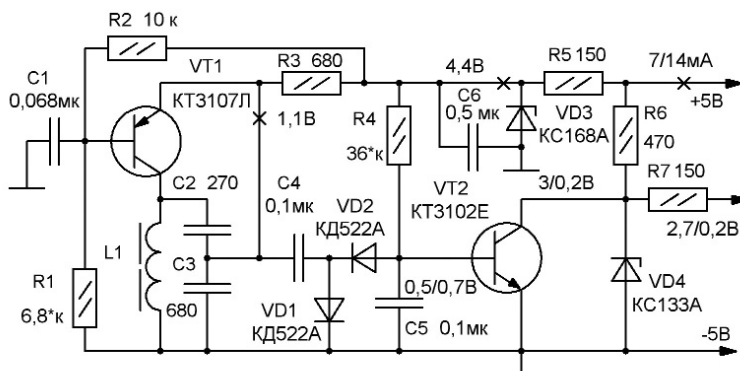 R2 10 к
C1
0,068мк
VT1
КТ3107Л
R3 680
4,4В
R5 150
7/14мА
+5В
1,1В
R4
36*к
C6
0,5 мк
VD3
КС168А
R6
470
C2 270
C4
0,1мк
VD2
КД522А
VT2
КТ3102Е
3/0,2В
R7 150
2,7/0,2В
R1
6,8*к
L1
C3
680
VD1
КД522А
0,5/0,7В
C5 0,1мк
VD4
КС133А
-5В